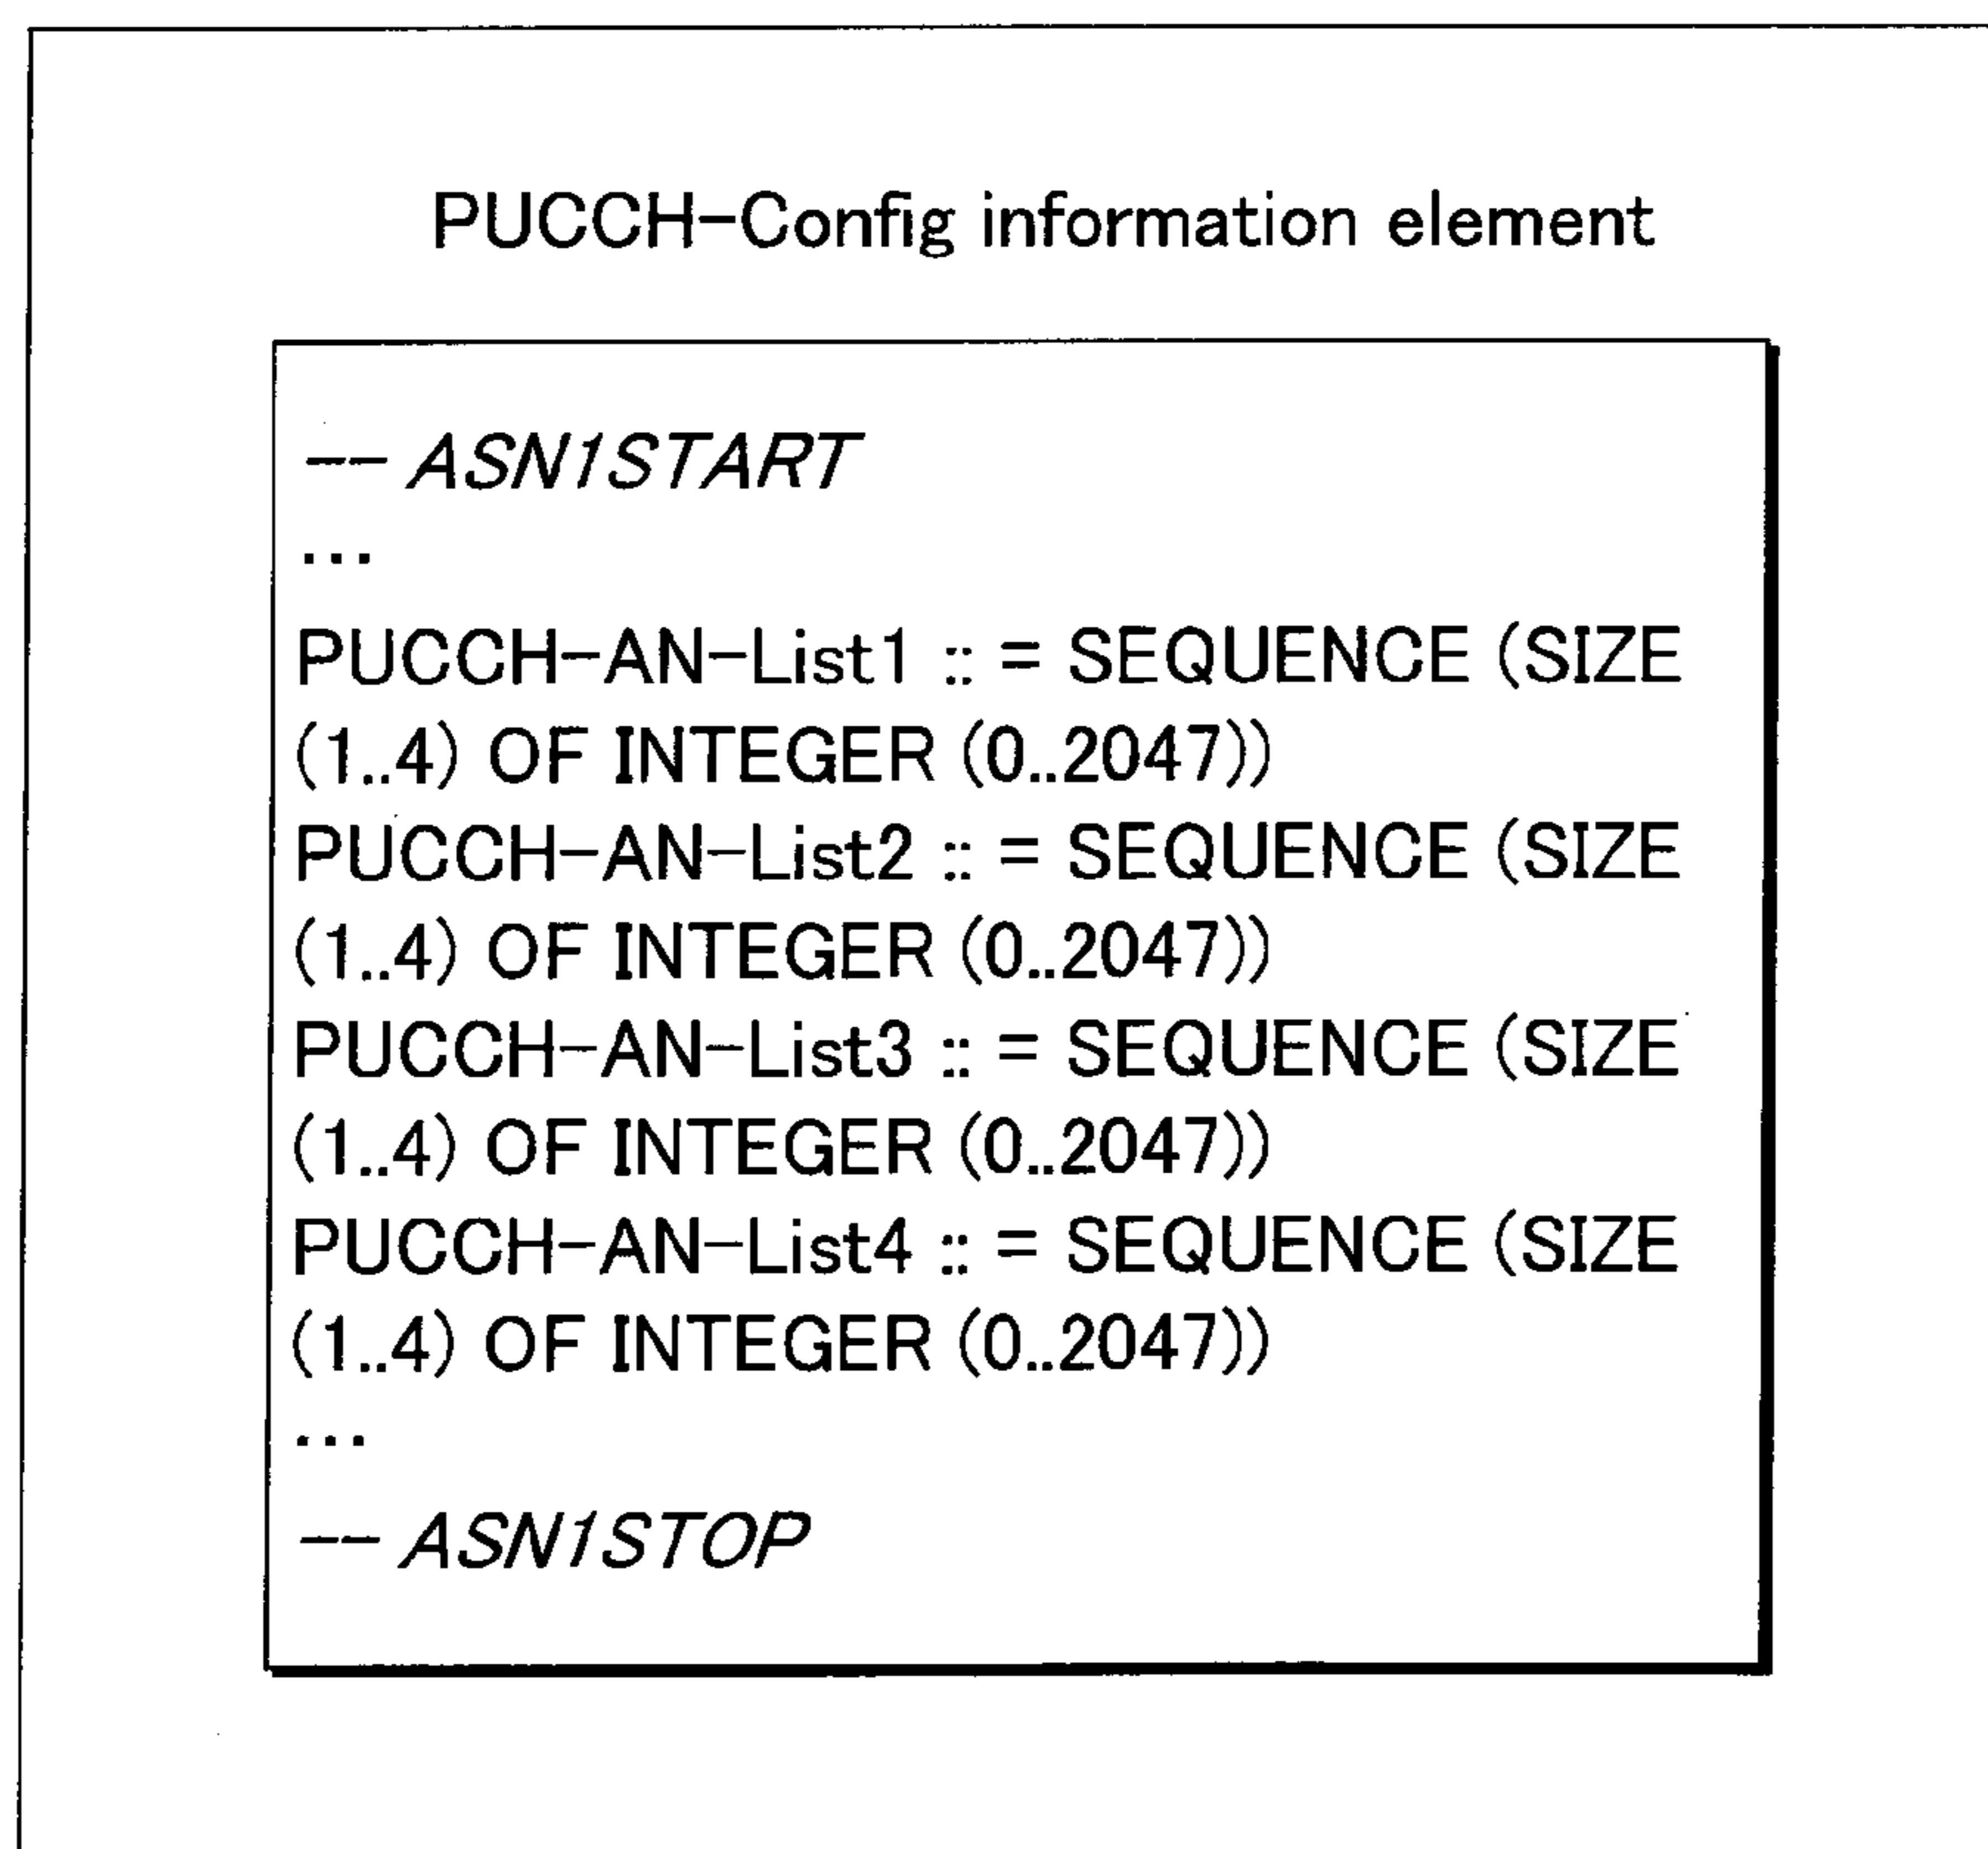 PUCCH-Config information element
-- ASN1START
...
PUCCH-AN-List1 :: = SEQUENCE (SIZE
(1..4) OF INTEGER (0..2047))
PUCCH-AN-List2 :: = SEQUENCE (SIZE
(1..4) OF INTEGER (0..2047))
PUCCH-AN-List3 :: = SEQUENCE (SIZE
(1..4) OF INTEGER (0..2047))
PUCCH-AN-List4 :: = SEQUENCE (SIZE
(1..4) OF INTEGER (0..2047))
...
-- ASN1STOP